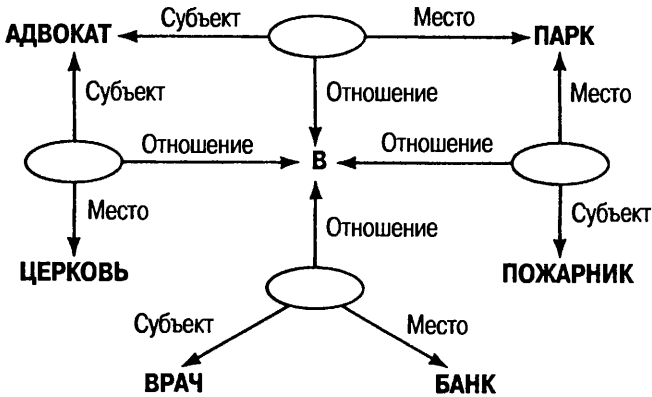 АДВОКАТ
Субъект
Место
ПАРК
Субъект
Отношение
Место
Отношение
В
Отношение
Место
Отношение
Субъект
ЦЕРКОВЬ
ПОЖАРНИК
Субъект
Место
ВРАЧ
БАНК